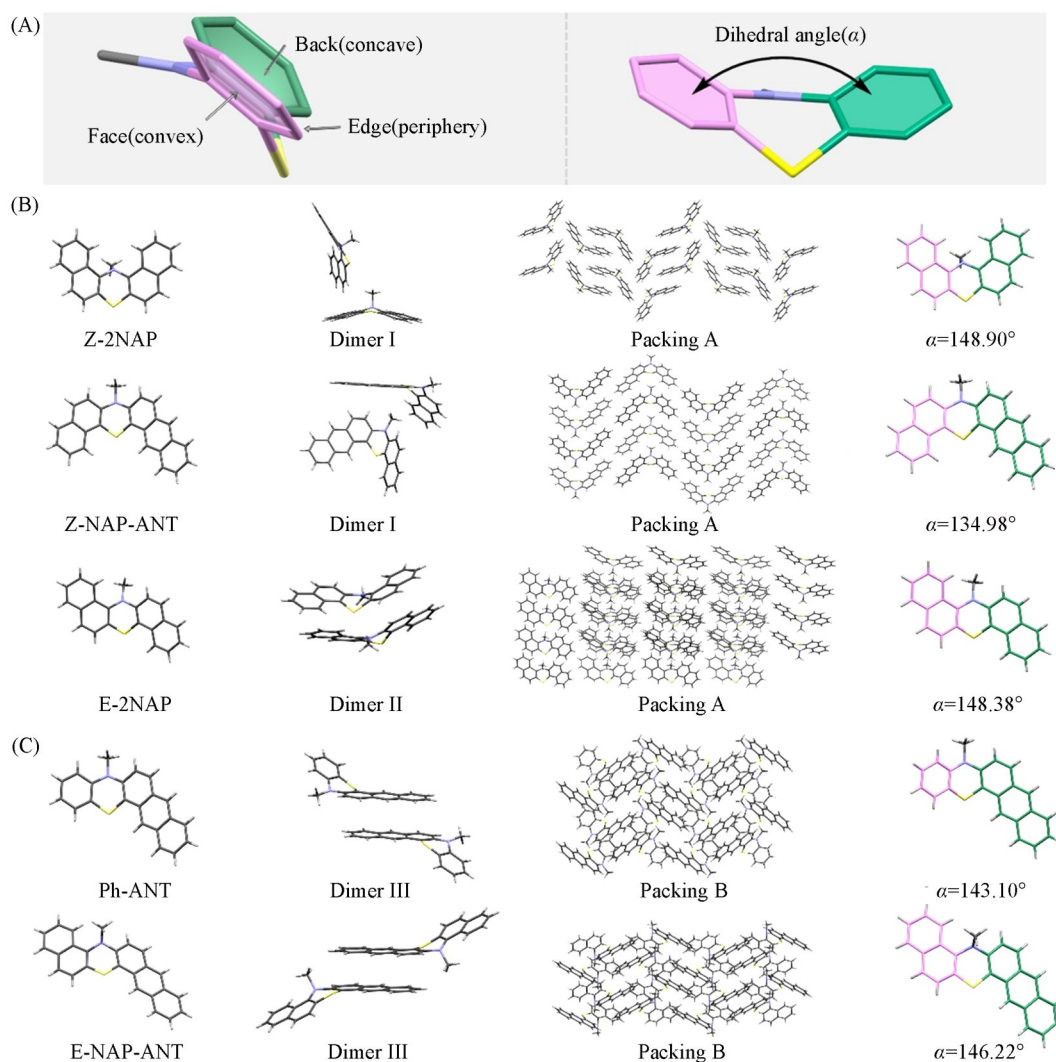 (A)
Back(concave)
Face(convex)
Edge(periphery)
Dihedral angle(α)
(B)
Z-2NAP
Dimer I
Packing A
α=148.90°
Z-NAP-ANT
Dimer I
Packing A
α=134.98°
E-2NAP
Dimer II
Packing A
α=148.38°
(C)
Ph-ANT
Dimer III
Packing B
α=143.10°
E-NAP-ANT
Dimer III
Packing B
α=146.22°